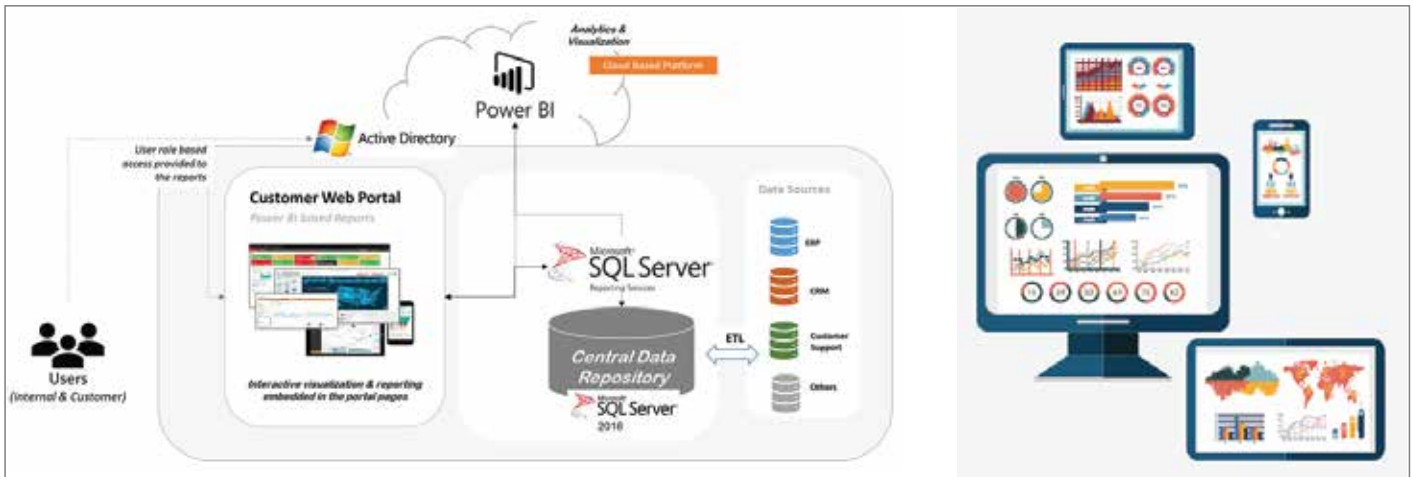 Analytics &
Visualization
Cloud Based Platform
Power BI
Active Directory
User role based
access provided to
the reports
Customer Web Portal
Power BI based Reports
Interactive visualization & reporting
embedded in the portal pages
Users
(Internal & Customer)
Microsoft®
SQL Server
Reporting Services
Central Data
Repository
SQL Server
2016
ETL
Data Sources
ERP
CRM
Customer
Support
Others